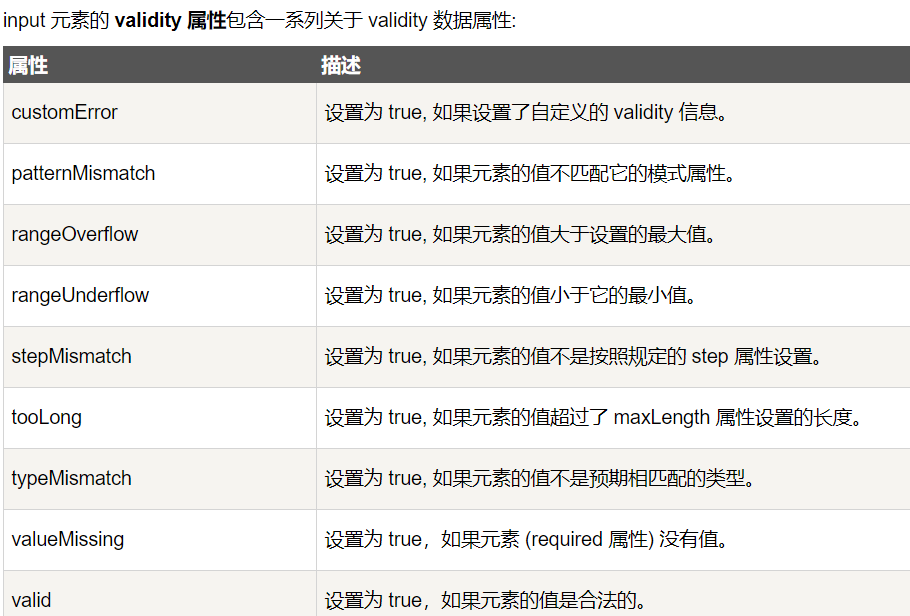 input 元素的 validity 属性包含一系列关于 validity 数据属性:
属性 描述
customError 设置为 true, 如果设置了自定义的 validity 信息。
patternMismatch 设置为 true, 如果元素的值不匹配它的模式属性。
rangeOverflow 设置为 true, 如果元素的值大于设置的最大值。
rangeUnderflow 设置为 true, 如果元素的值小于它的最小值。
stepMismatch 设置为 true, 如果元素的值不是按照规定的 step 属性设置。
tooLong 设置为 true, 如果元素的值超过了 maxLength 属性设置的长度。
typeMismatch 设置为 true, 如果元素的值不是预期相匹配的类型。
valueMissing 设置为 true，如果元素 (required 属性) 没有值。
valid 设置为 true，如果元素的值是合法的。